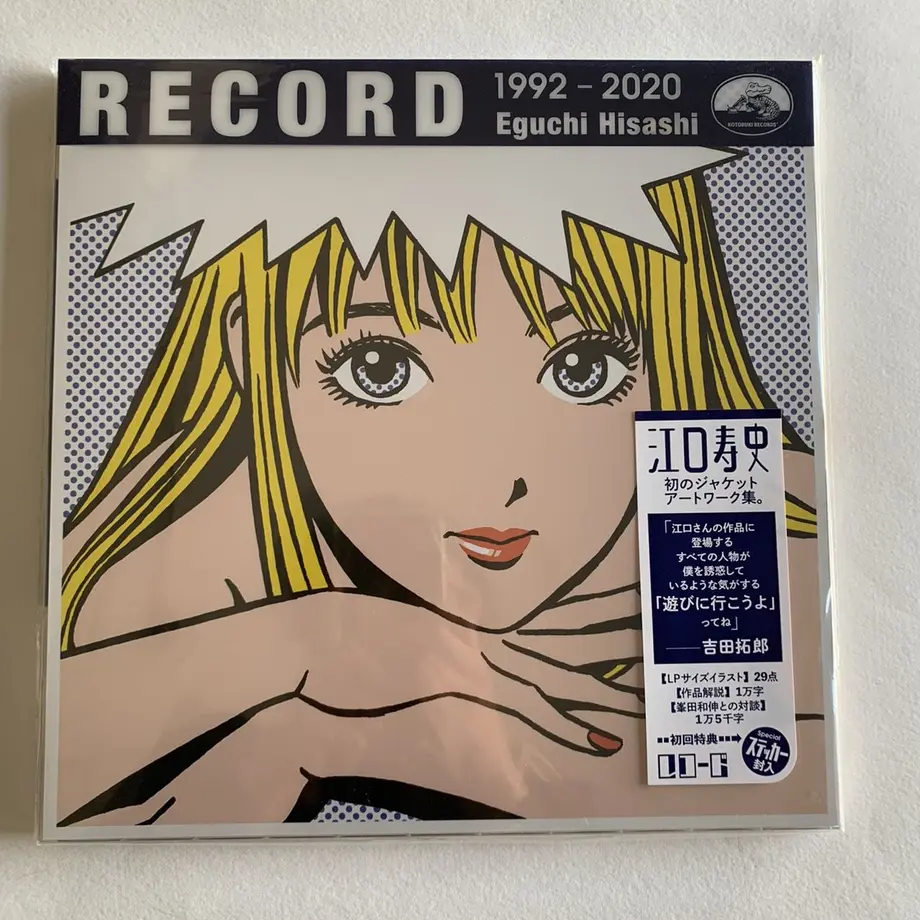 RECORD
1992 – 2020
Eguchi Hisashi
KOTOBUKI RECORDS
江口寿史
初のジャケット
アートワーク集。
「江口さんの作品に
登場する
すべての人物が
僕を誘惑して
いるような気がする
「遊びに行こうよ」
ってね」
――吉田拓郎
【LPサイズイラスト】29点
【作品解説】1万字
【峯田和伸との対談】
1万5千字
初回特典
Special
ステッカー
封入
レコード